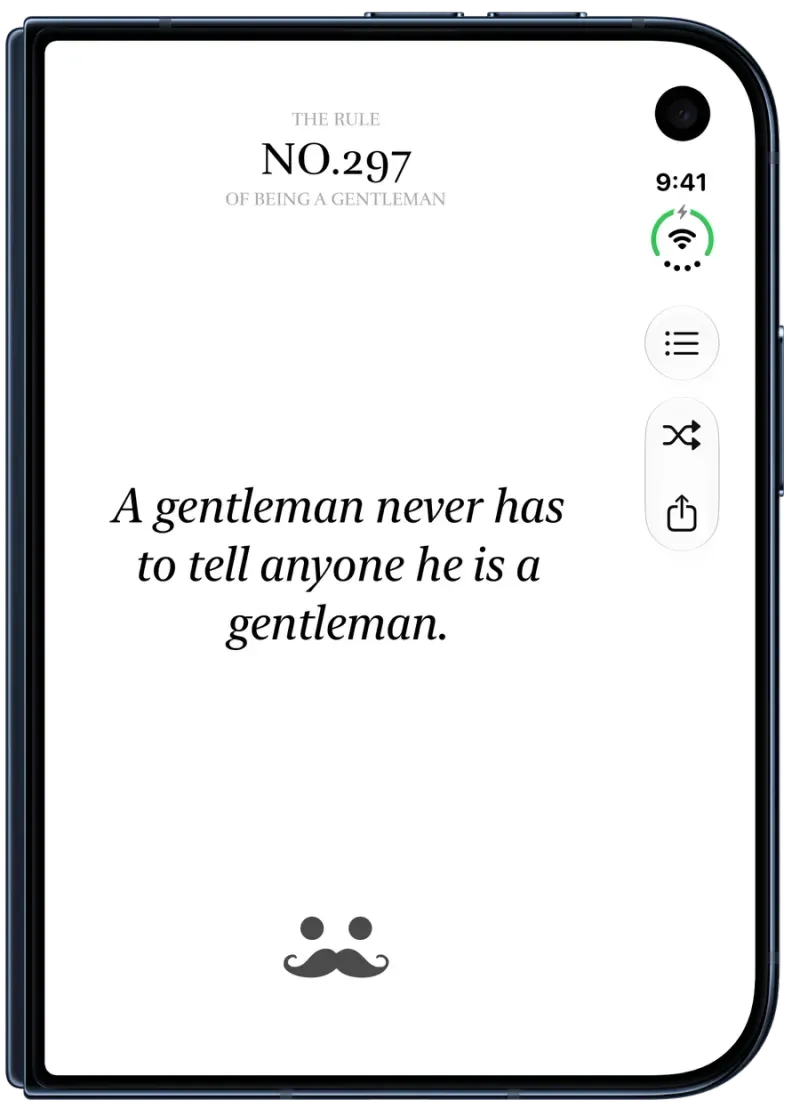 THE RULE
NO.297
OF BEING A GENTLEMAN
9:41
A gentleman never has
to tell anyone he is a
gentleman.